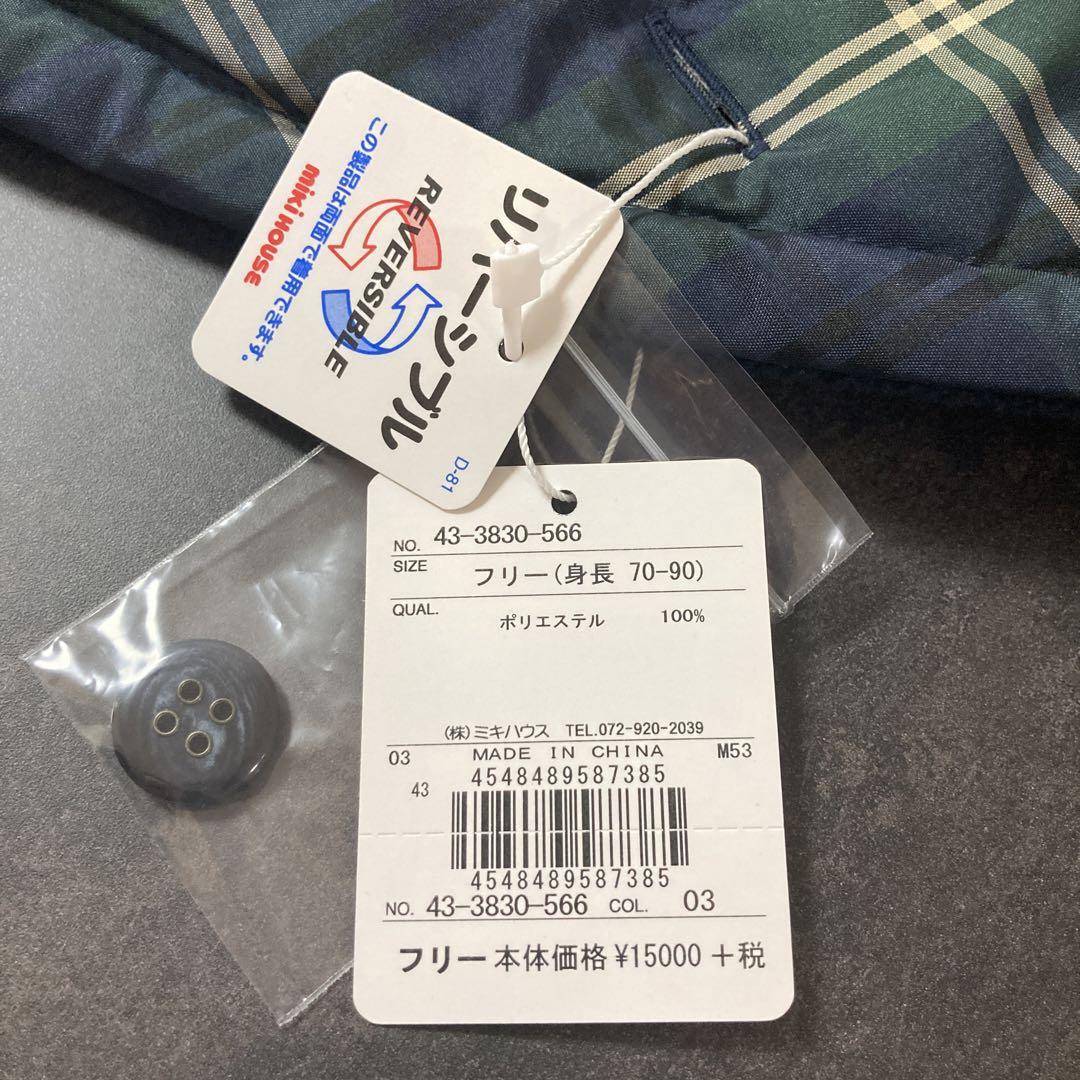 リバーシブル
REVERSIBLE
この製品は両面で着用できます。
miki HOUSE
D-81
NO. 43-3830-566
SIZE フリー(身長 70-90)
QUAL. ポリエステル 100%
(株)ミキハウス TEL.072-920-2039
03 MADE IN CHINA M53
4548489587385
43
4548489587385
NO. 43-3830-566 COL. 03
フリー 本体価格 ¥15000 +税